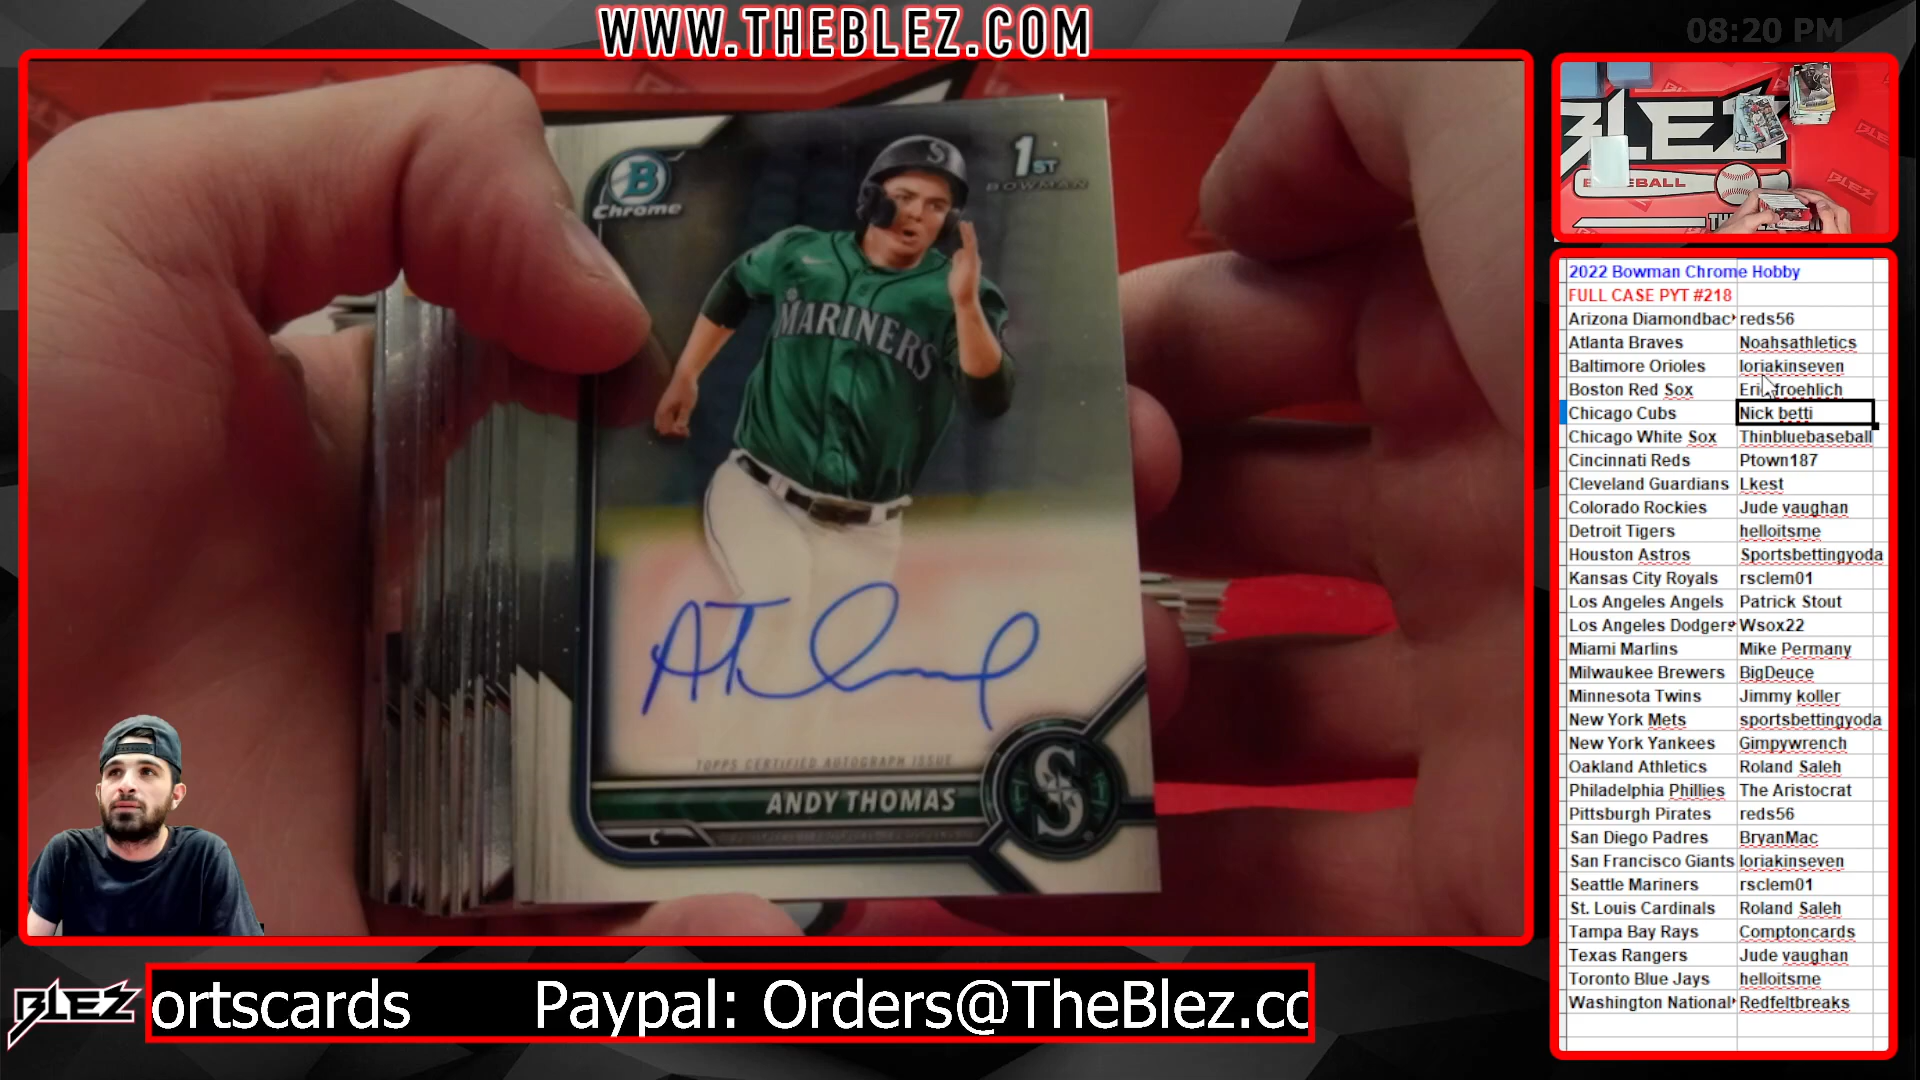 WWW.THEBLEZ.COM
08:20 PM
B
Chrome
1ST
BOWMAN
S
MARINERS
TOPPS CERTIFIED AUTOGRAPH ISSUE
ANDY THOMAS
C
S
BLEZ
BASEBALL
2022 Bowman Chrome Hobby
FULL CASE PYT #218
Arizona Diamondbac reds56
Atlanta Braves Noahsathletics
Baltimore Orioles loriakinseven
Boston Red Sox froehlich
Chicago Cubs Nick betti
Chicago White Sox Thinbluebaseball
Cincinnati Reds Ptown187
Cleveland Guardians Lkest
Colorado Rockies Jude vaughan
Detroit Tigers helloitsme
Houston Astros Sportsbettingyoda
Kansas City Royals rsclem01
Los Angeles Angels Patrick Stout
Los Angeles Dodgers Wsox22
Miami Marlins Mike Permany
Milwaukee Brewers BigDeuce
Minnesota Twins Jimmy koller
New York Mets sportsbettingyoda
New York Yankees Gimpywrench
Oakland Athletics Roland Saleh
Philadelphia Phillies The Aristocrat
Pittsburgh Pirates reds56
San Diego Padres BryanMac
San Francisco Giants loriakinseven
Seattle Mariners rsclem01
St. Louis Cardinals Roland Saleh
Tampa Bay Rays Comptoncards
Texas Rangers Jude vaughan
Toronto Blue Jays helloitsme
Washington National Redfeltbreaks
BLEZ
ortscards Paypal: Orders@TheBlez.co